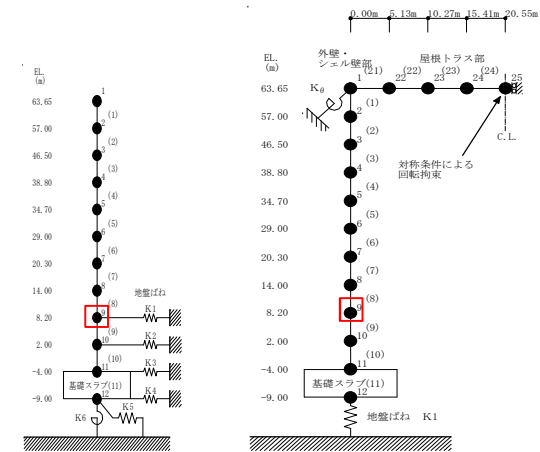 EL.
(m)
63.65
57.00
46.50
38.80
34.70
29.00
20.30
14.00
8.20
2.00
-4.00
-9.00
1
2
3
4
5
6
7
8
9
10
11
12
(1)
(2)
(3)
(4)
(5)
(6)
(7)
(8)
(9)
(10)
地盤ばね
K1
K2
K3
K4
K5
K6
基礎スラブ(11)
0.00m 5.13m 10.27m 15.41m 20.55m
EL.
(m)
外壁・
シェル壁部
屋根トラス部
(21) (22) (23) (24)
1 22 23 24 25
Kθ
C.L.
対称条件による
回転拘束
63.65
57.00
46.50
38.80
34.70
29.00
20.30
14.00
8.20
2.00
-4.00
-9.00
2
3
4
5
6
7
8
9
10
11
12
(1)
(2)
(3)
(4)
(5)
(6)
(7)
(8)
(9)
(10)
基礎スラブ(11)
地盤ばね K1